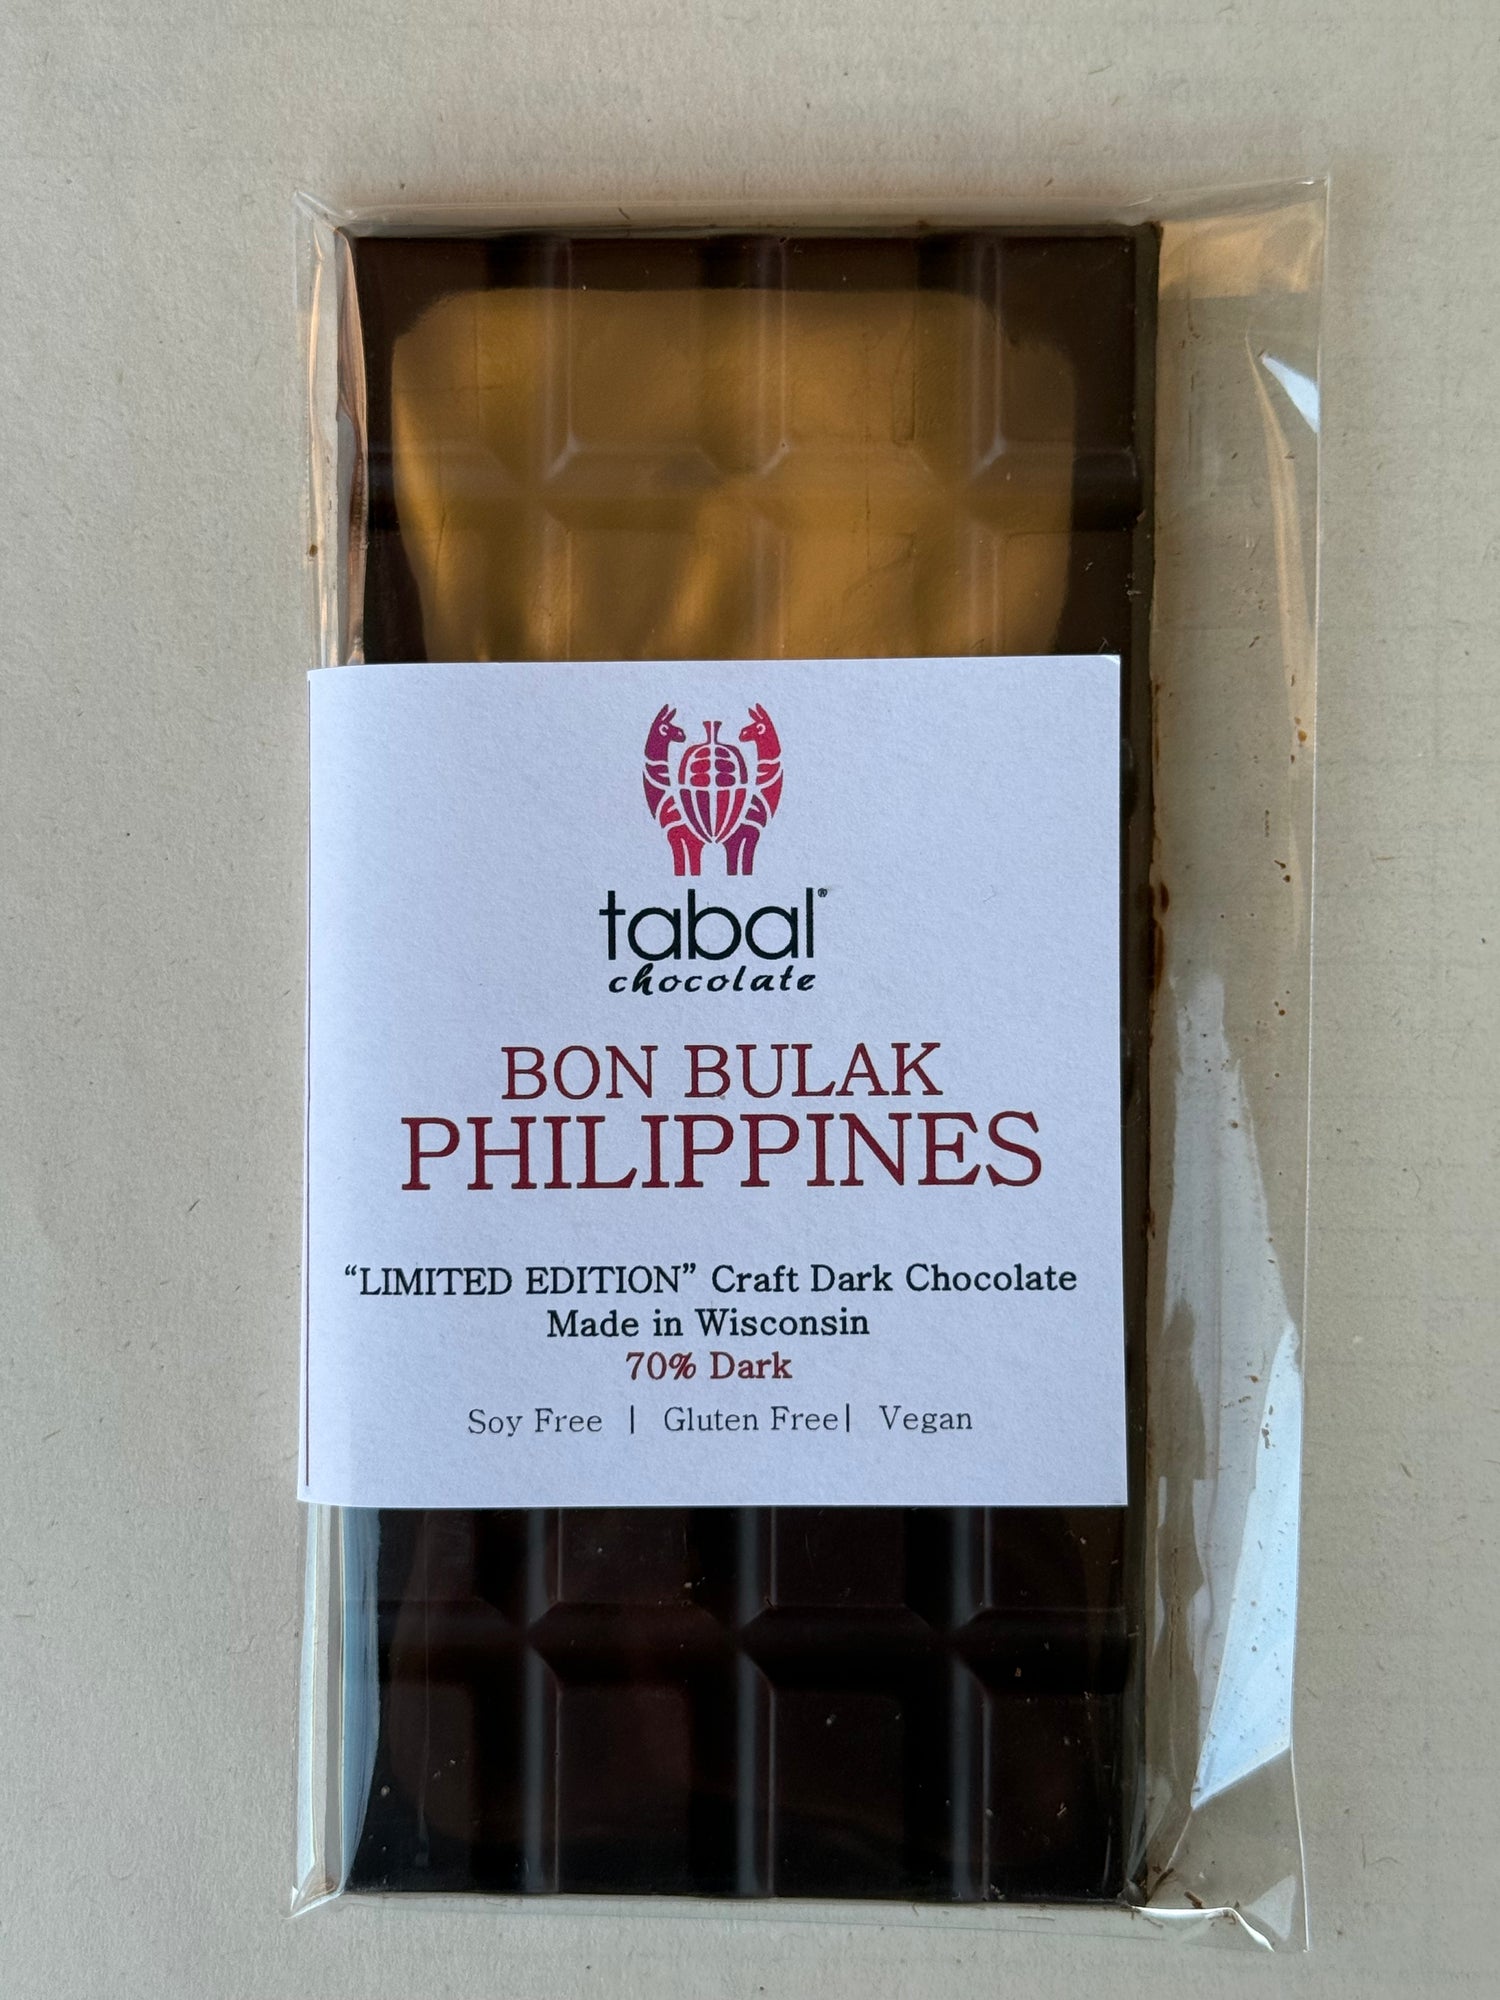 tabal®
chocolate
BON BULAK
PHILIPPINES
“LIMITED EDITION” Craft Dark Chocolate
Made in Wisconsin
70% Dark
Soy Free | Gluten Free| Vegan